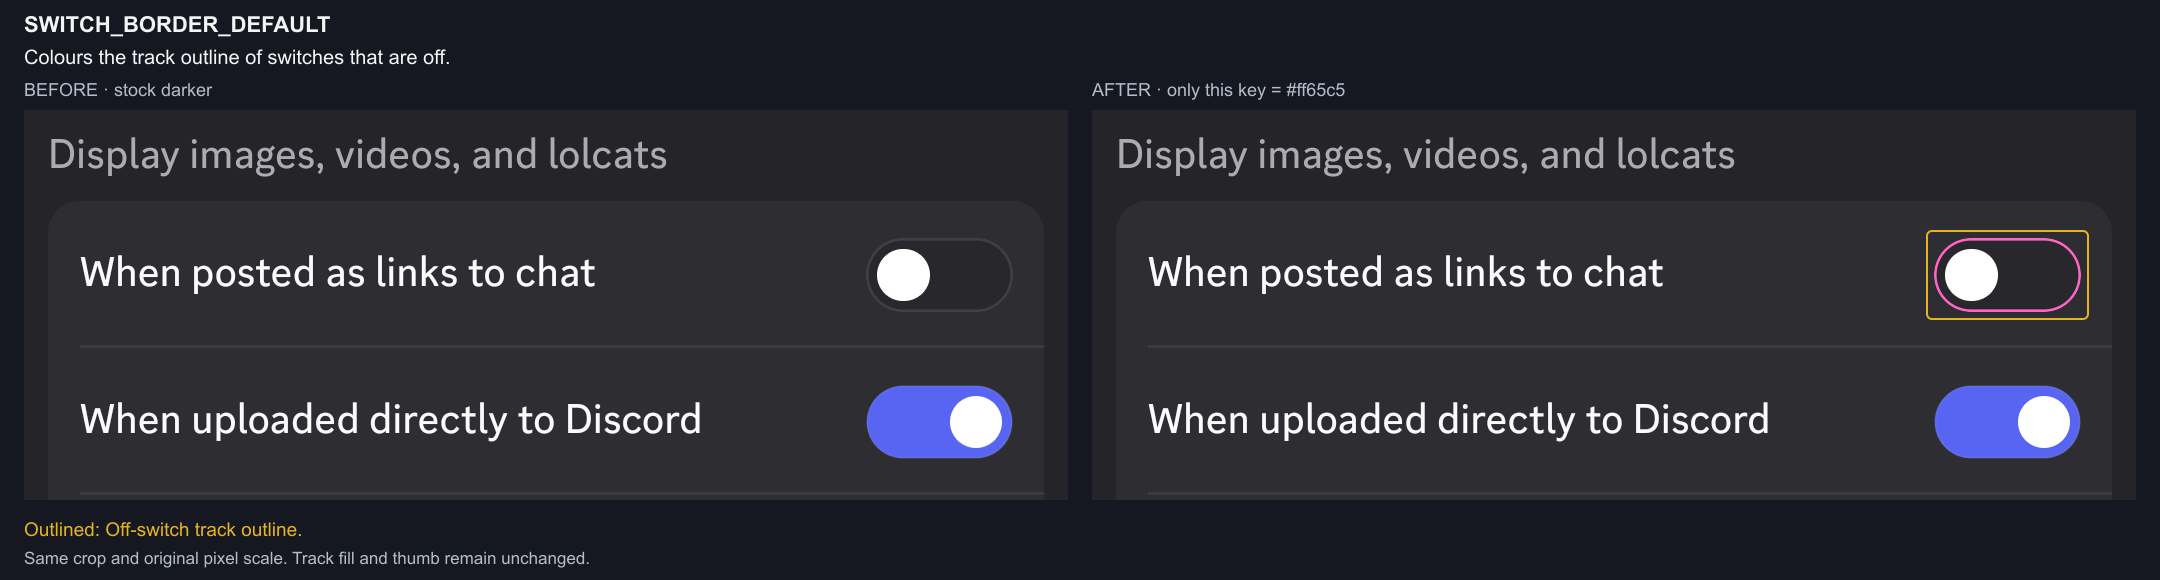 SWITCH_BORDER_DEFAULT
Colours the track outline of switches that are off.
BEFORE · stock darker
AFTER · only this key = #ff65c5
Display images, videos, and lolcats
When posted as links to chat
When uploaded directly to Discord
Display images, videos, and lolcats
When posted as links to chat
When uploaded directly to Discord
Outlined: Off-switch track outline.
Same crop and original pixel scale. Track fill and thumb remain unchanged.